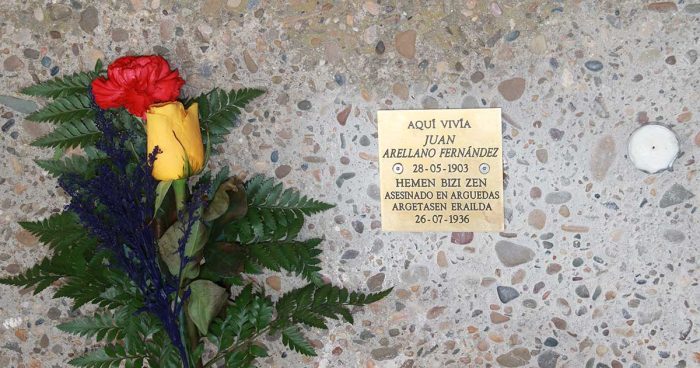 AQUÍ VIVÍA
JUAN
ARELLANO FERNÁNDEZ
28-05-1903
HEMEN BIZI ZEN
ASESINADO EN ARGUEDAS
ARGETASEN ERAILDA
26-07-1936